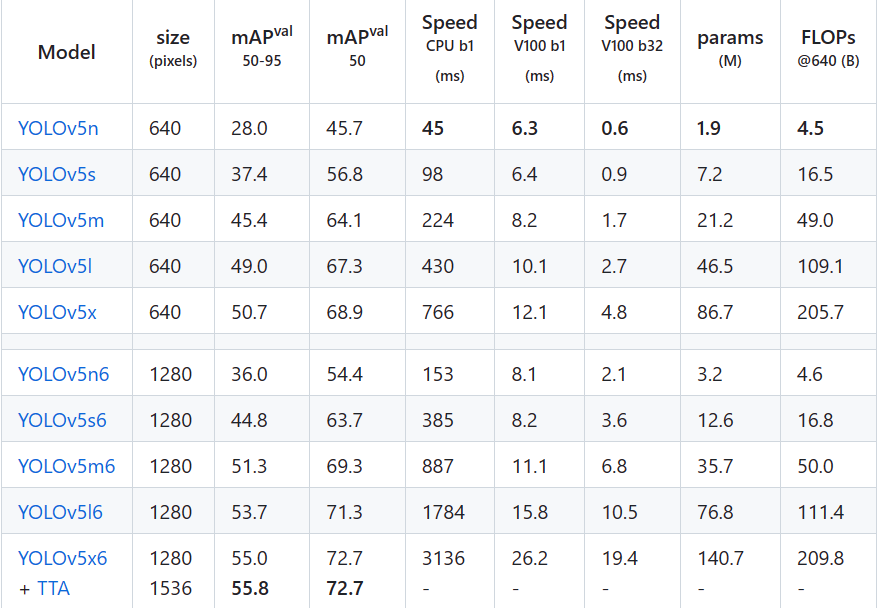 Model size (pixels) mAPval 50-95 mAPval 50 Speed CPU b1 (ms) Speed V100 b1 (ms) Speed V100 b32 (ms) params (M) FLOPs @640 (B)
YOLOv5n 640 28.0 45.7 45 6.3 0.6 1.9 4.5
YOLOv5s 640 37.4 56.8 98 6.4 0.9 7.2 16.5
YOLOv5m 640 45.4 64.1 224 8.2 1.7 21.2 49.0
YOLOv5l 640 49.0 67.3 430 10.1 2.7 46.5 109.1
YOLOv5x 640 50.7 68.9 766 12.1 4.8 86.7 205.7
YOLOv5n6 1280 36.0 54.4 153 8.1 2.1 3.2 4.6
YOLOv5s6 1280 44.8 63.7 385 8.2 3.6 12.6 16.8
YOLOv5m6 1280 51.3 69.3 887 11.1 6.8 35.7 50.0
YOLOv5l6 1280 53.7 71.3 1784 15.8 10.5 76.8 111.4
YOLOv5x6 1280 55.0 72.7 3136 26.2 19.4 140.7 209.8
+ TTA 1536 55.8 72.7 - - - - -